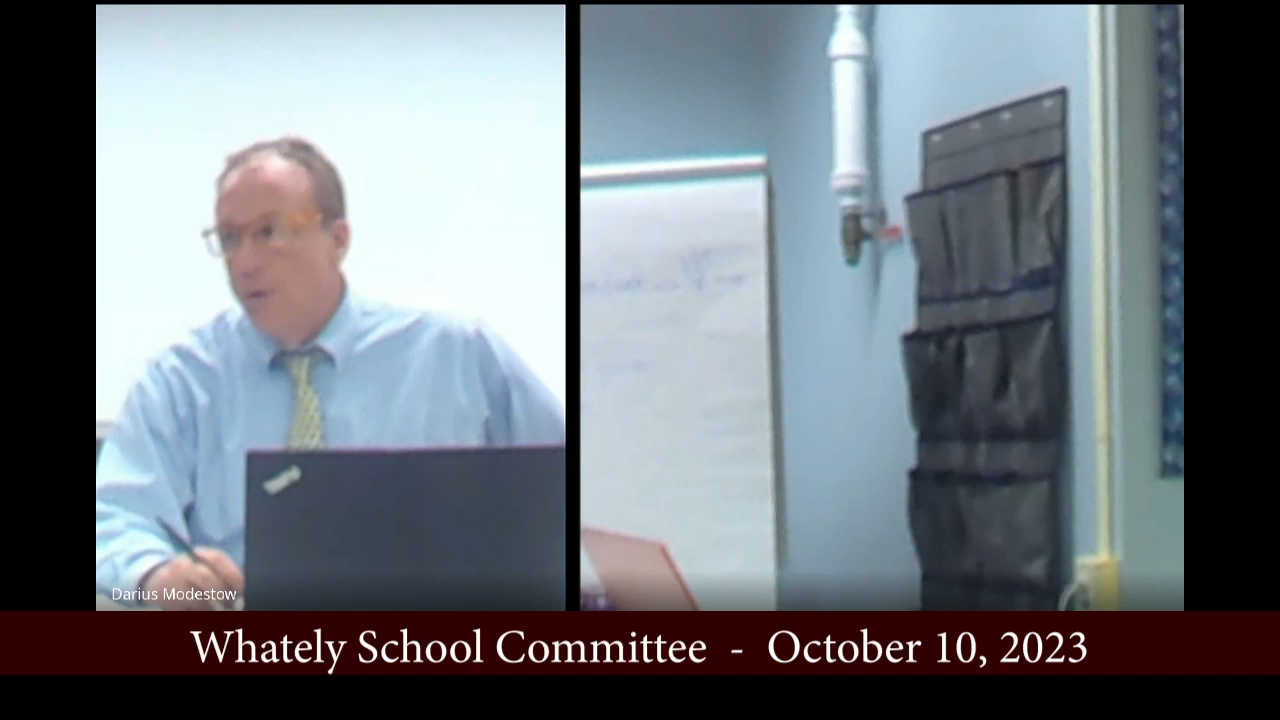 Darius Modestow
Whately School Committee - October 10, 2023